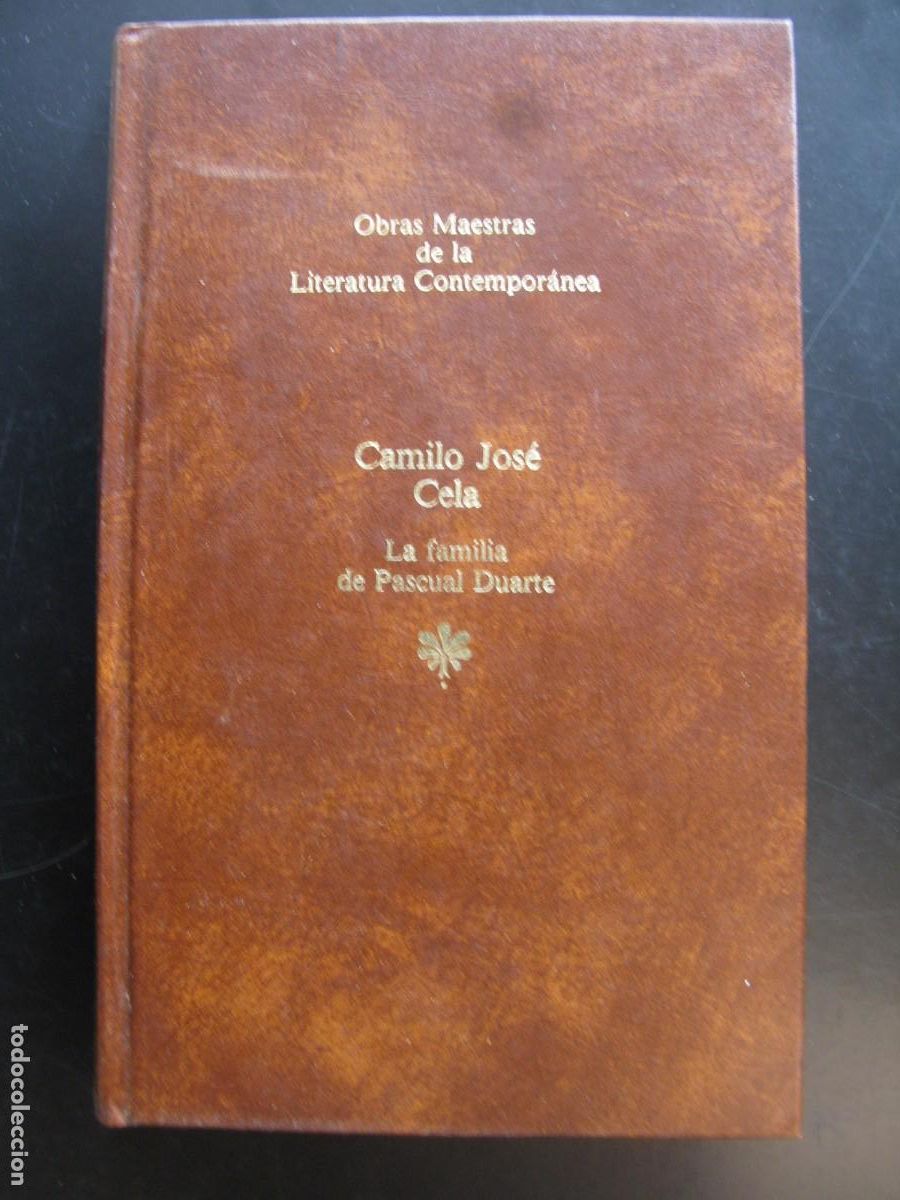 Obras Maestras
de la
Literatura Contemporánea
Camilo José
Cela
La familia
de Pascual Duarte
todocoleccion